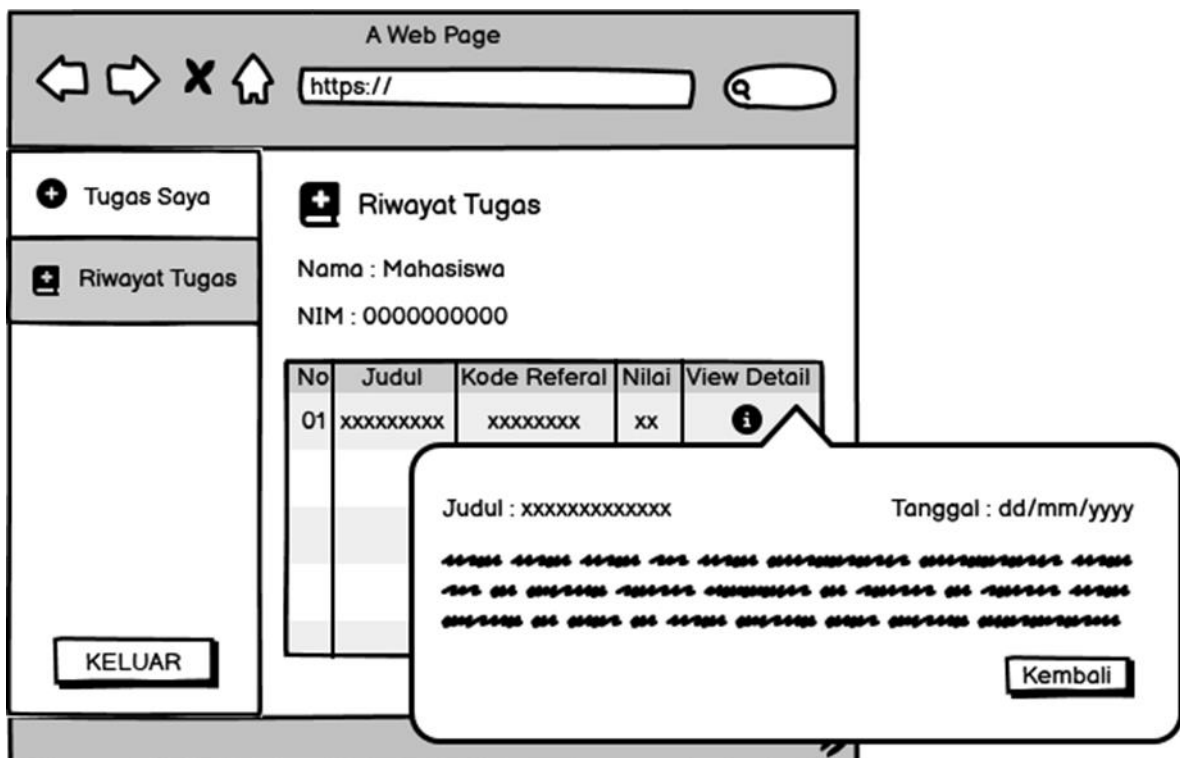 A Web Page
https://
Tugas Saya
Riwayat Tugas
KELUAR
Riwayat Tugas
Nama : Mahasiswa
NIM : 0000000000
No Judul Kode Referal Nilai View Detail
01 xxxxxxxxx xxxxxxxx xx
Judul : xxxxxxxxxxxxx Tanggal : dd/mm/yyyy
Kembali